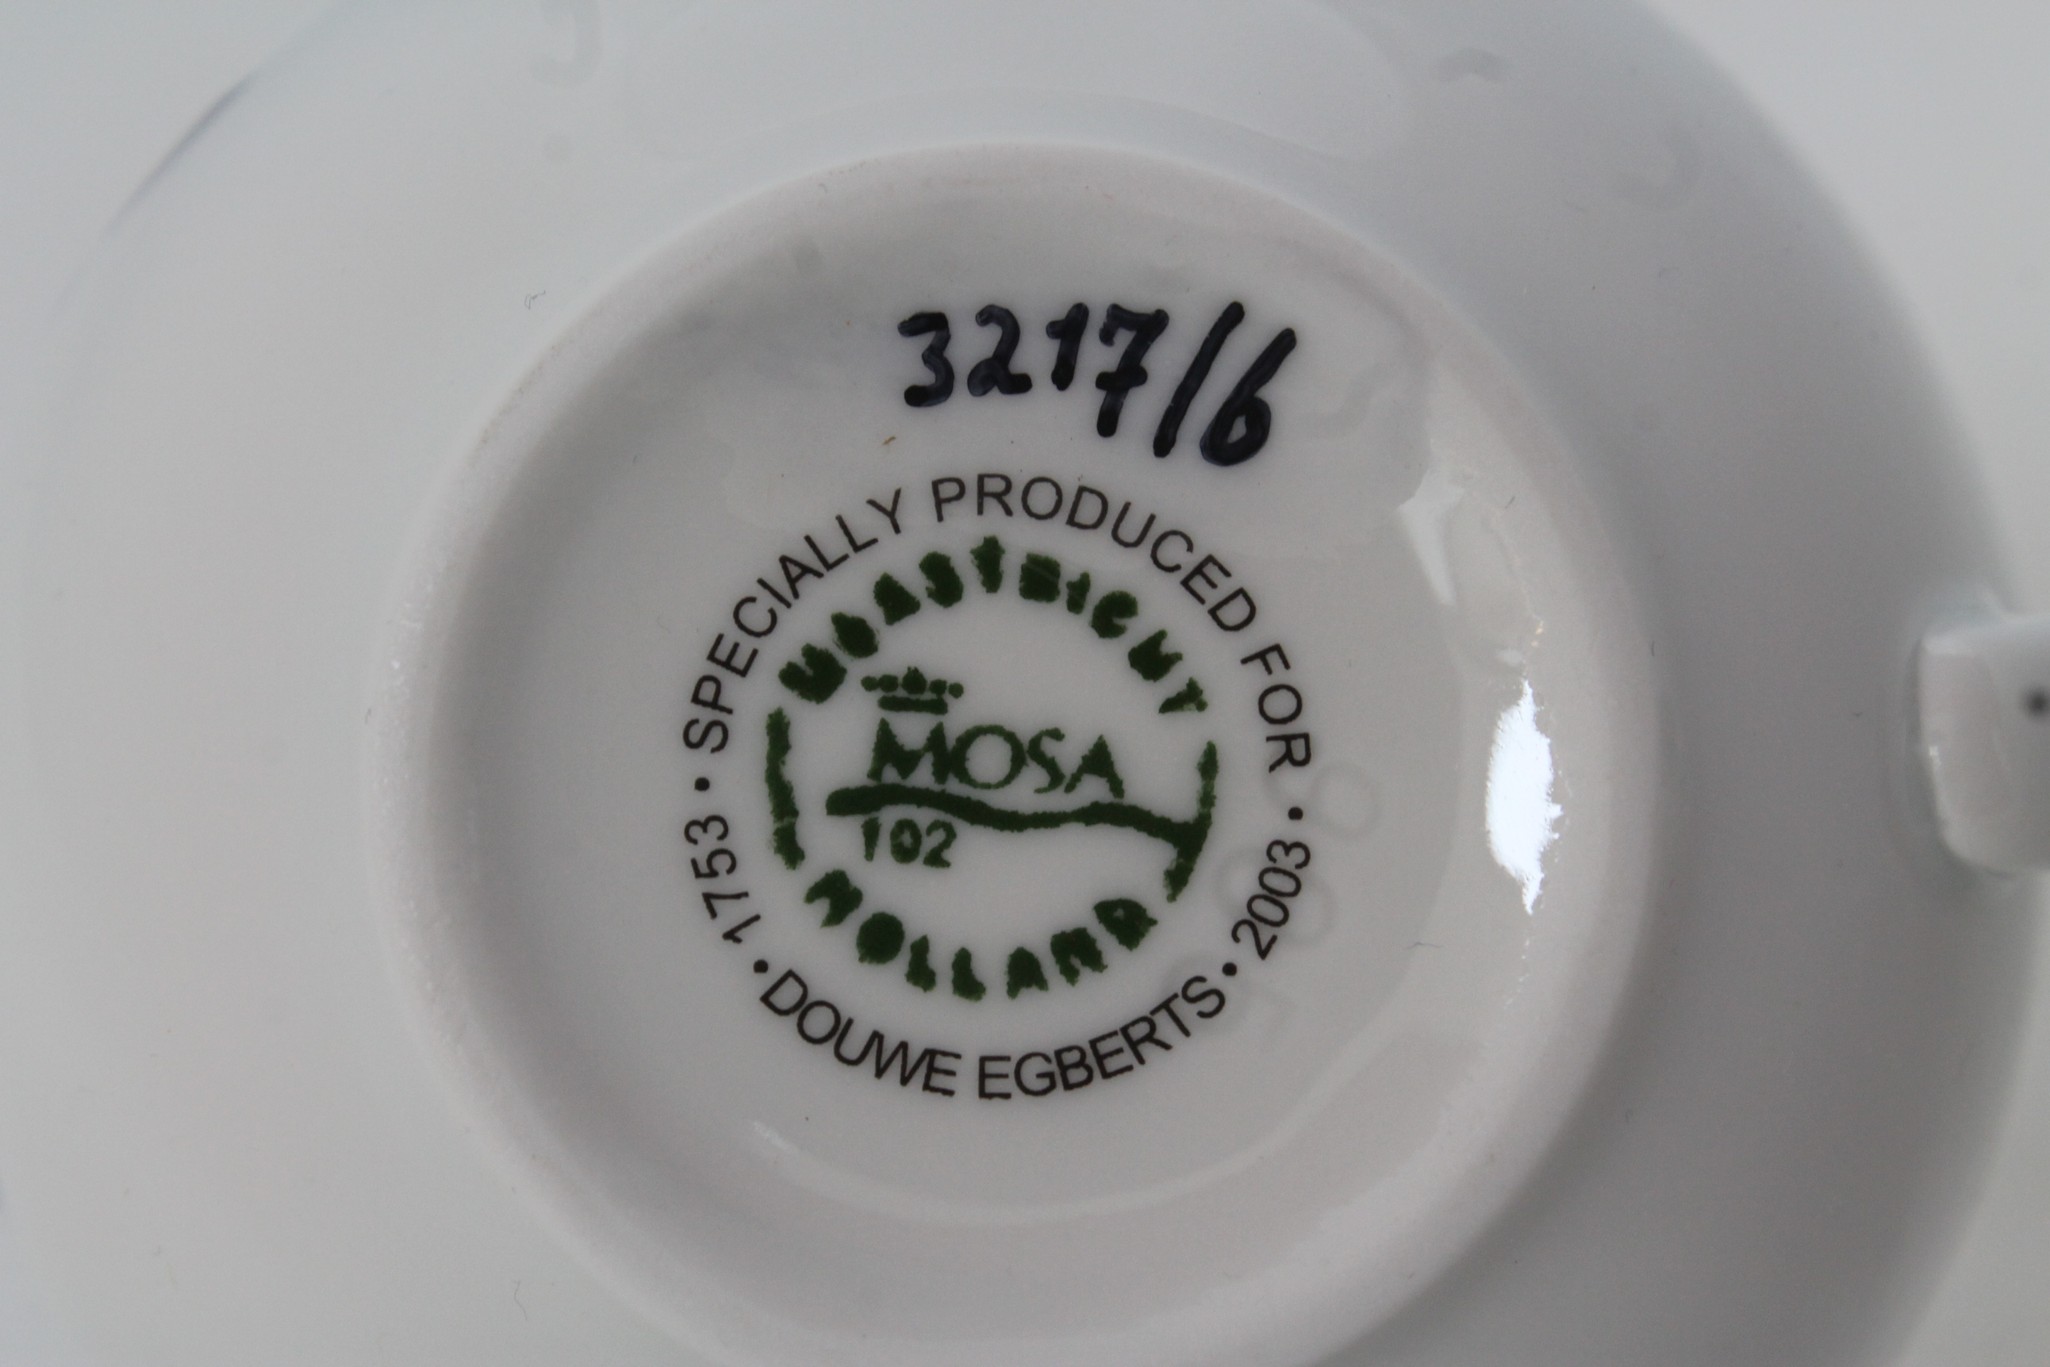 3217/6
• SPECIALLY PRODUCED FOR •
MAASTRICHT
MOSA
102
HOLLAND
1753 • DOUWE EGBERTS • 2003